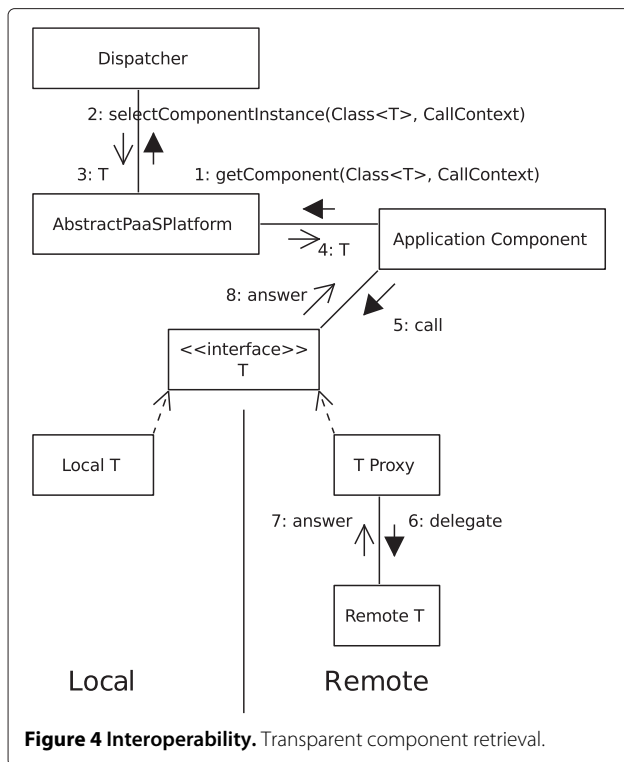 Dispatcher
2: selectComponentInstance(Class<T>, CallContext)
3: T
1: getComponent(Class<T>, CallContext)
AbstractPaaSPlatform
4: T
Application Component
8: answer
5: call
<<interface>>
T
Local T
T Proxy
7: answer
6: delegate
Remote T
Local
Remote
Figure 4 Interoperability. Transparent component retrieval.